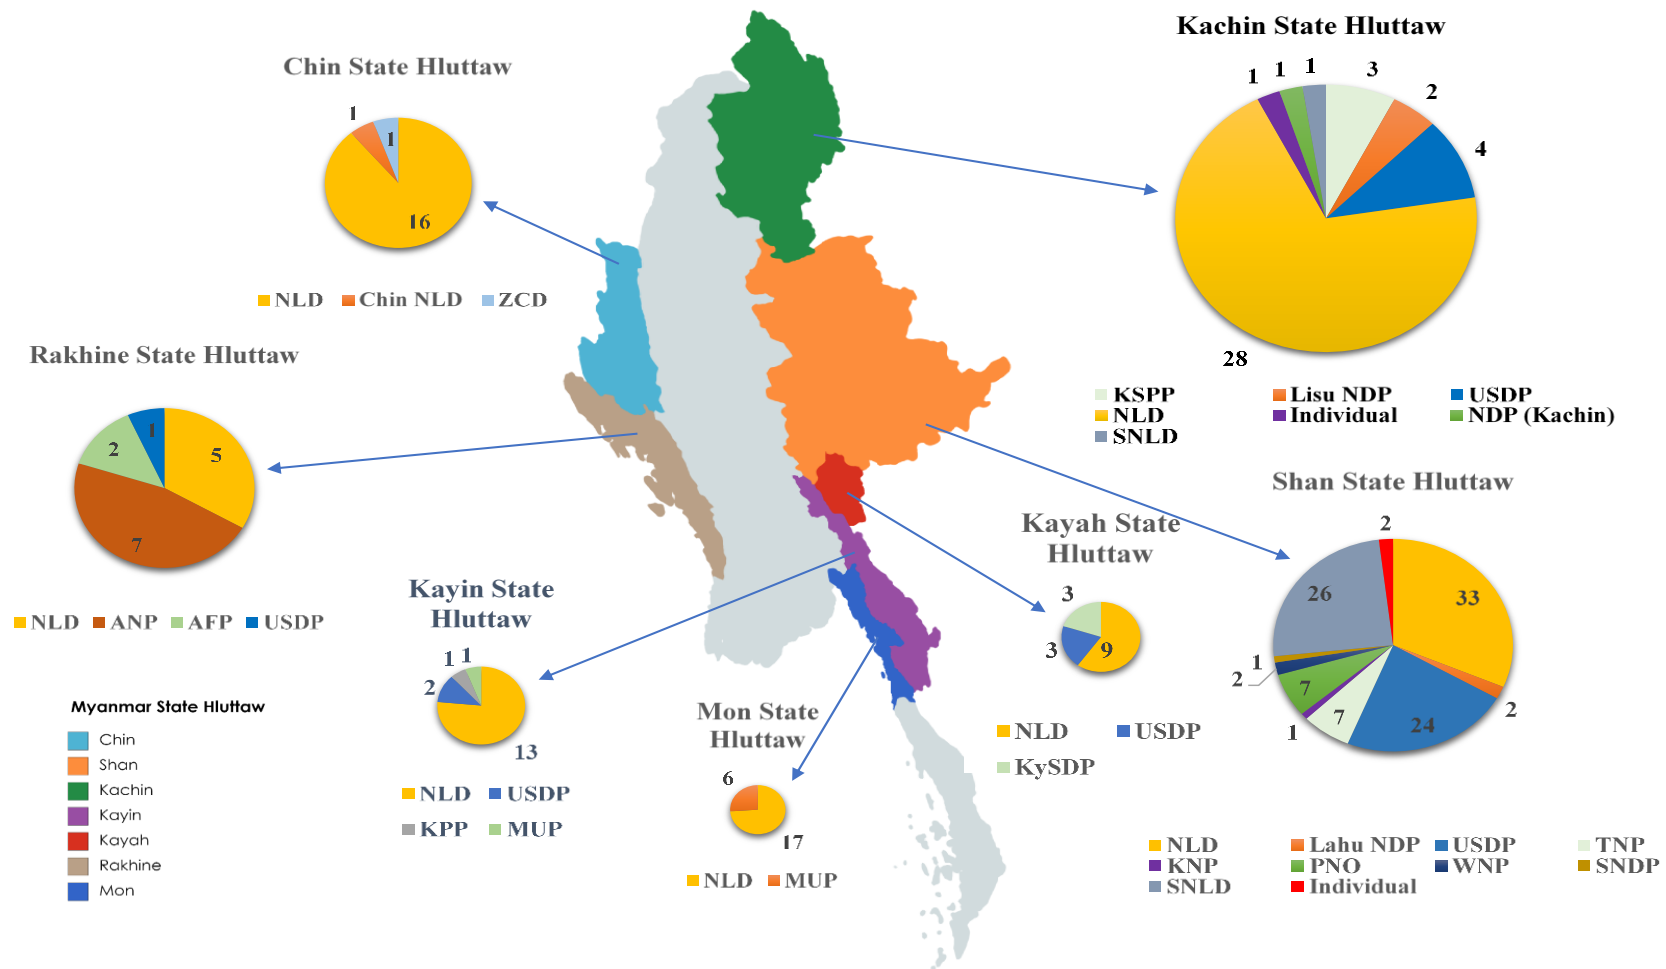 Kachin State Hluttaw
1 1 1 3
2
4
28
KSPP Lisu NDP USDP
NLD Individual NDP (Kachin)
SNLD
Chin State Hluttaw
1
1
16
NLD Chin NLD ZCD
Rakhine State Hluttaw
1
2 5
7
NLD ANP AFP USDP
Kayin State
Hluttaw
1 1
2
13
NLD USDP
KPP MUP
Mon State
Hluttaw
6
17
NLD MUP
Kayah State
Hluttaw
3
3 9
NLD USDP
KySDP
Shan State Hluttaw
2
26 33
1
2 7
2
1 7 24
NLD Lahu NDP USDP TNP
KNP PNO WNP SNDP
SNLD Individual
Myanmar State Hluttaw
Chin
Shan
Kachin
Kayin
Kayah
Rakhine
Mon